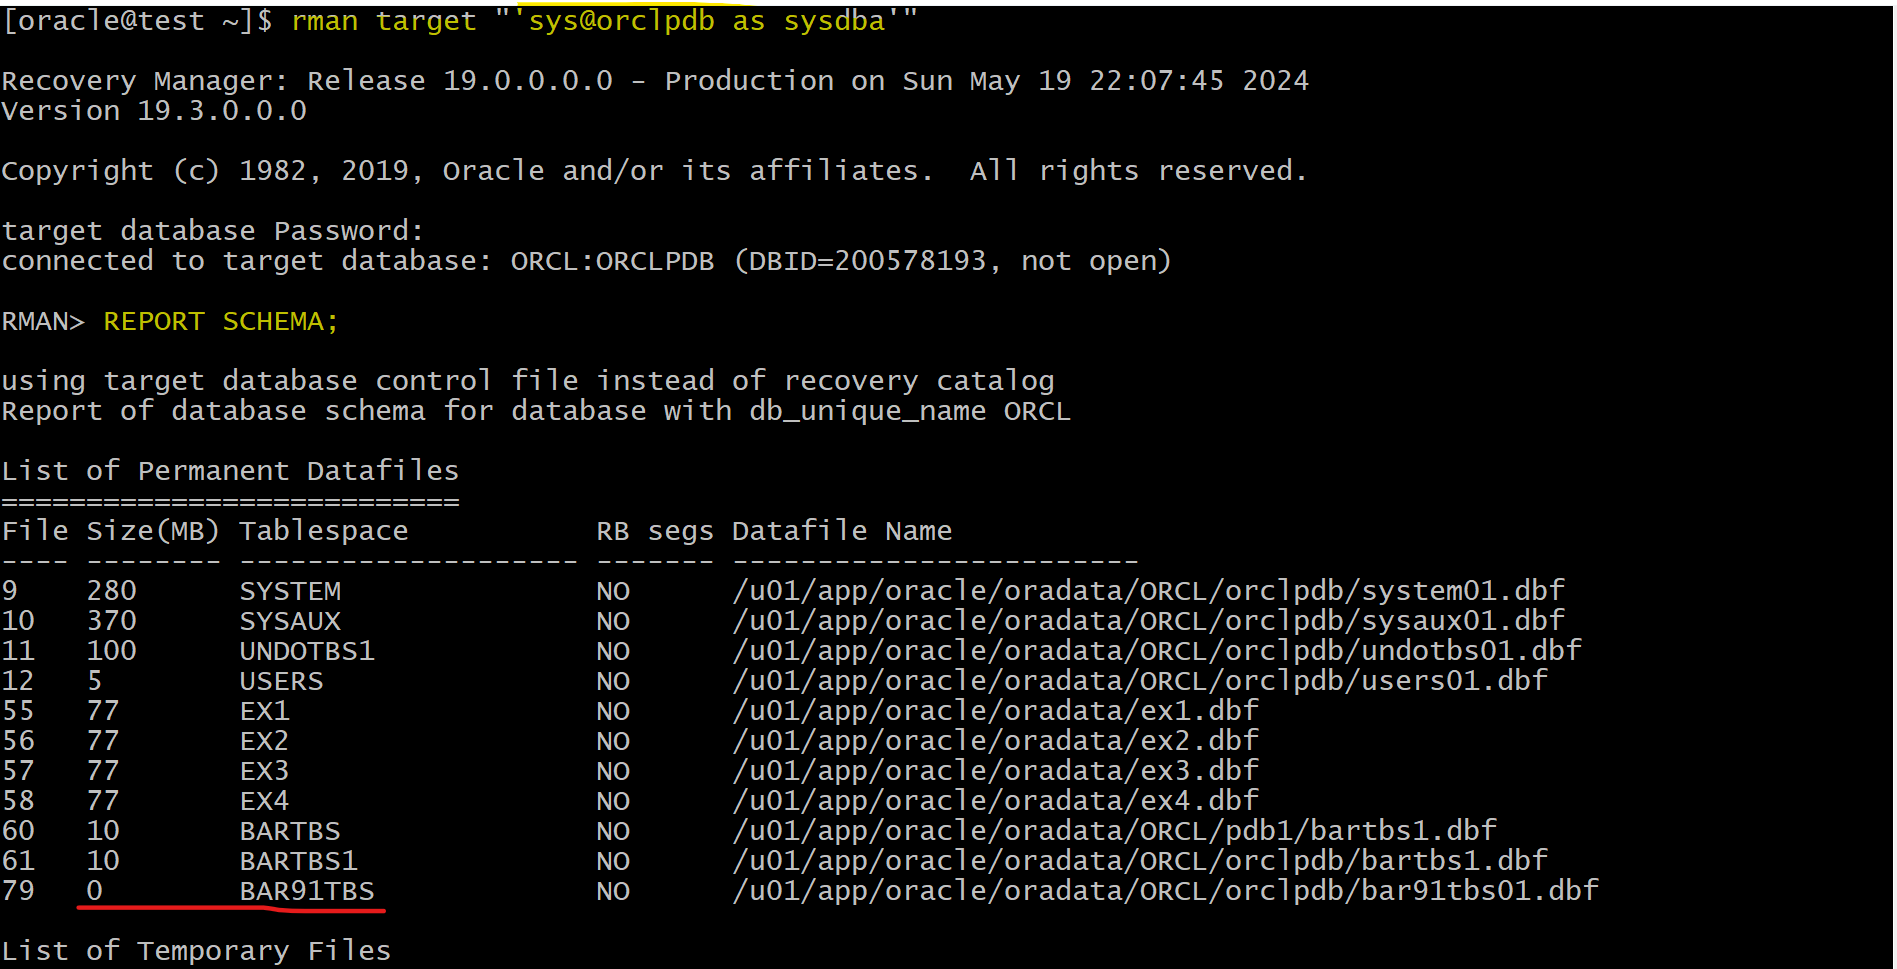 [oracle@test ~]$ rman target "'sys@orclpdb as sysdba'"
Recovery Manager: Release 19.0.0.0.0 - Production on Sun May 19 22:07:45 2024
Version 19.3.0.0.0
Copyright (c) 1982, 2019, Oracle and/or its affiliates.  All rights reserved.
target database Password:
connected to target database: ORCL:ORCLPDB (DBID=200578193, not open)
RMAN> REPORT SCHEMA;
using target database control file instead of recovery catalog
Report of database schema for database with db_unique_name ORCL
List of Permanent Datafiles
===========================
File Size(MB) Tablespace           RB segs Datafile Name
---- -------- -------------------- ------- ------------------------
9    280      SYSTEM               NO      /u01/app/oracle/oradata/ORCL/orclpdb/system01.dbf
10   370      SYSAUX               NO      /u01/app/oracle/oradata/ORCL/orclpdb/sysaux01.dbf
11   100      UNDOTBS1             NO      /u01/app/oracle/oradata/ORCL/orclpdb/undotbs01.dbf
12   5        USERS                NO      /u01/app/oracle/oradata/ORCL/orclpdb/users01.dbf
55   77       EX1                  NO      /u01/app/oracle/oradata/ex1.dbf
56   77       EX2                  NO      /u01/app/oracle/oradata/ex2.dbf
57   77       EX3                  NO      /u01/app/oracle/oradata/ex3.dbf
58   77       EX4                  NO      /u01/app/oracle/oradata/ex4.dbf
60   10       BARTBS               NO      /u01/app/oracle/oradata/ORCL/pdb1/bartbs1.dbf
61   10       BARTBS1              NO      /u01/app/oracle/oradata/ORCL/orclpdb/bartbs1.dbf
79   0        BAR91TBS             NO      /u01/app/oracle/oradata/ORCL/orclpdb/bar91tbs01.dbf
List of Temporary Files